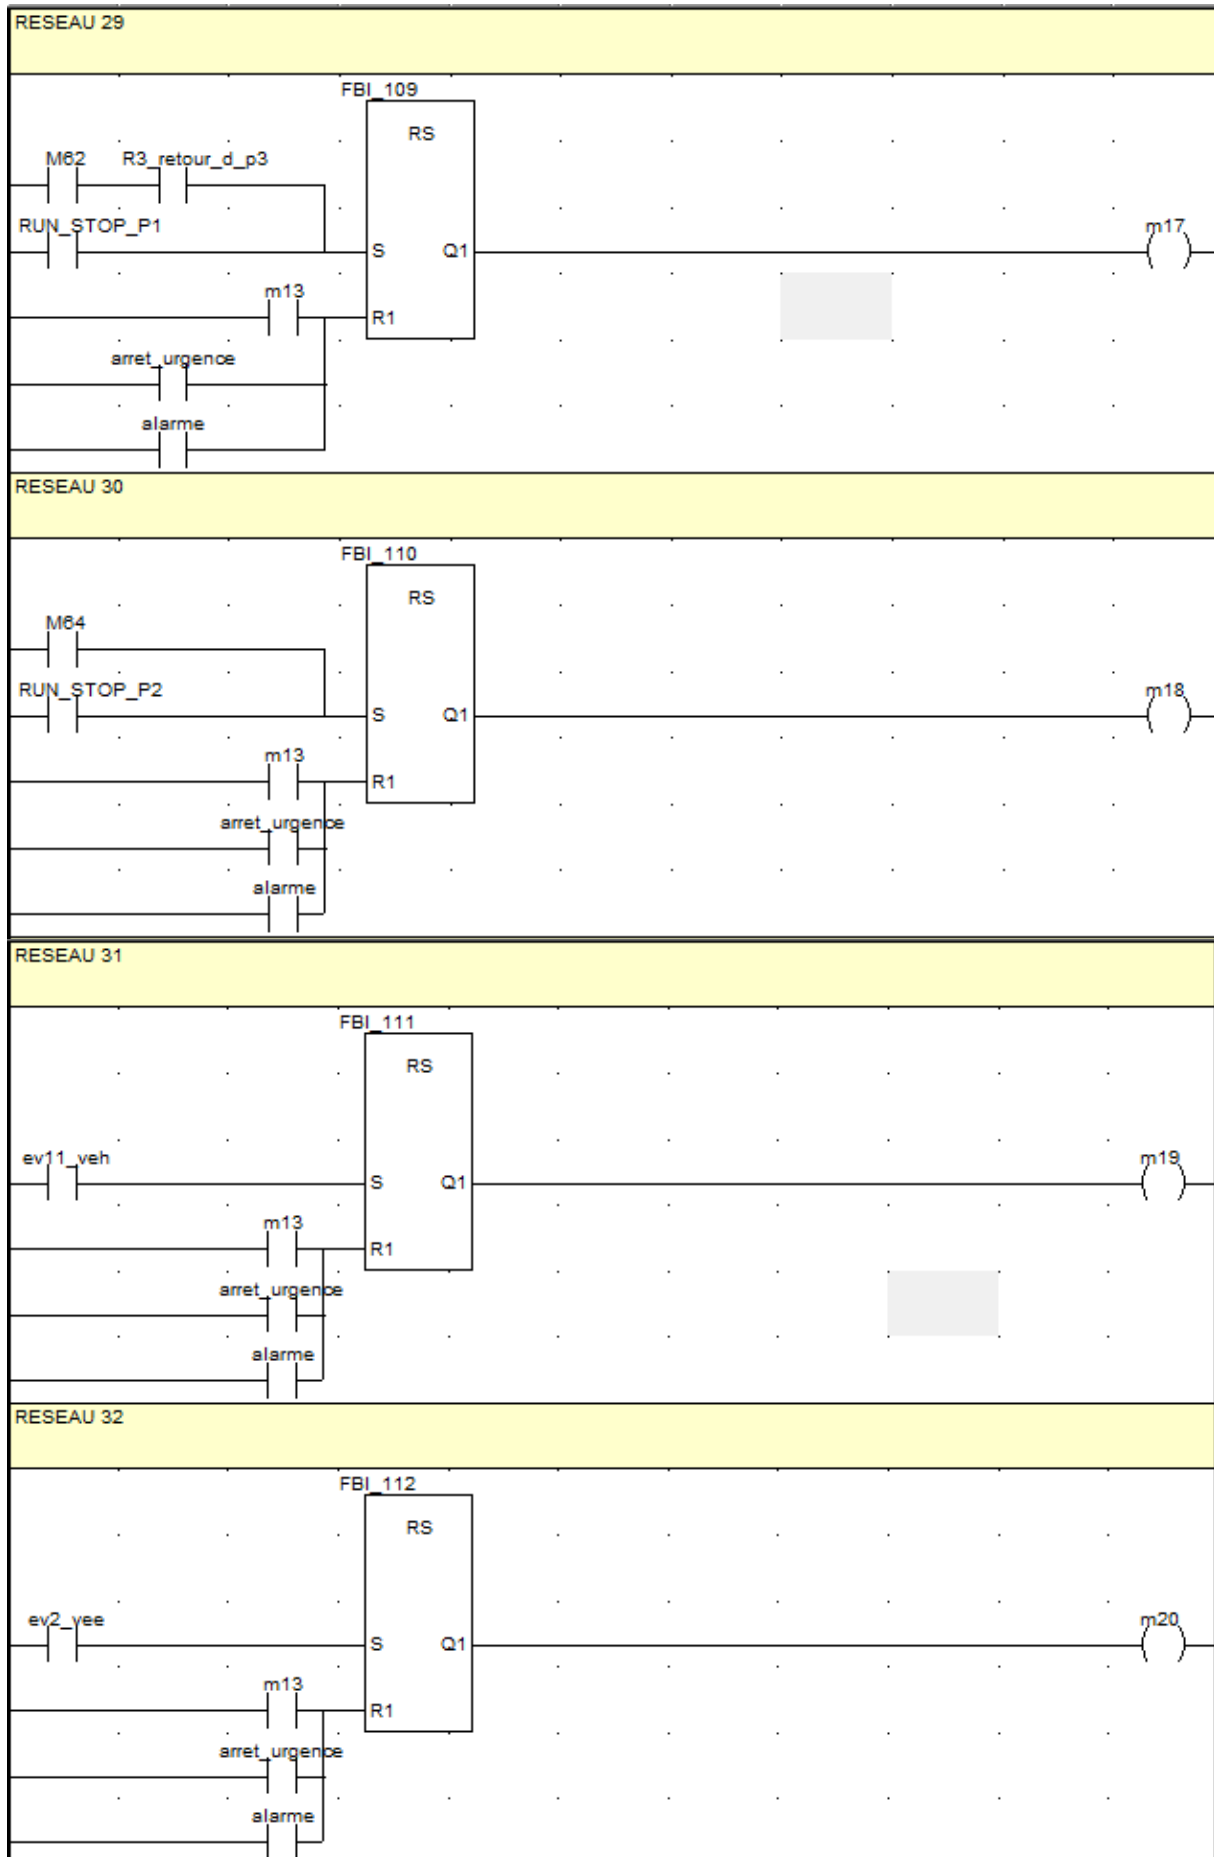 RESEAU 29
FBI_109
RS
M62 R3_retour_d_p3
RUN_STOP_P1
S Q1
m17
m13
R1
arret_urgence
alarme
RESEAU 30
FBI_110
RS
M64
RUN_STOP_P2
S Q1
m18
m13
R1
arret_urgence
alarme
RESEAU 31
FBI_111
RS
ev11_veh
S Q1
m19
m13
R1
arret_urgence
alarme
RESEAU 32
FBI_112
RS
ev2_vee
S Q1
m20
m13
R1
arret_urgence
alarme